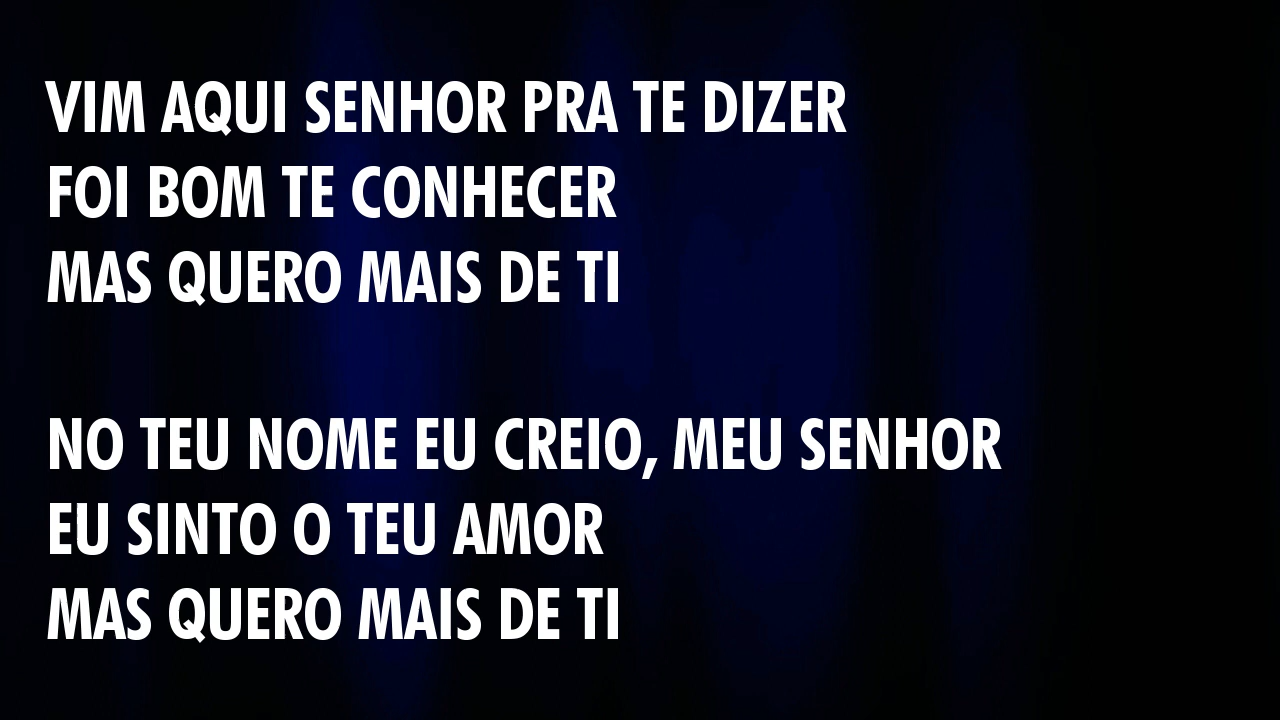 VIM AQUI SENHOR PRA TE DIZER
FOI BOM TE CONHECER
MAS QUERO MAIS DE TI
NO TEU NOME EU CREIO, MEU SENHOR
EU SINTO O TEU AMOR
MAS QUERO MAIS DE TI